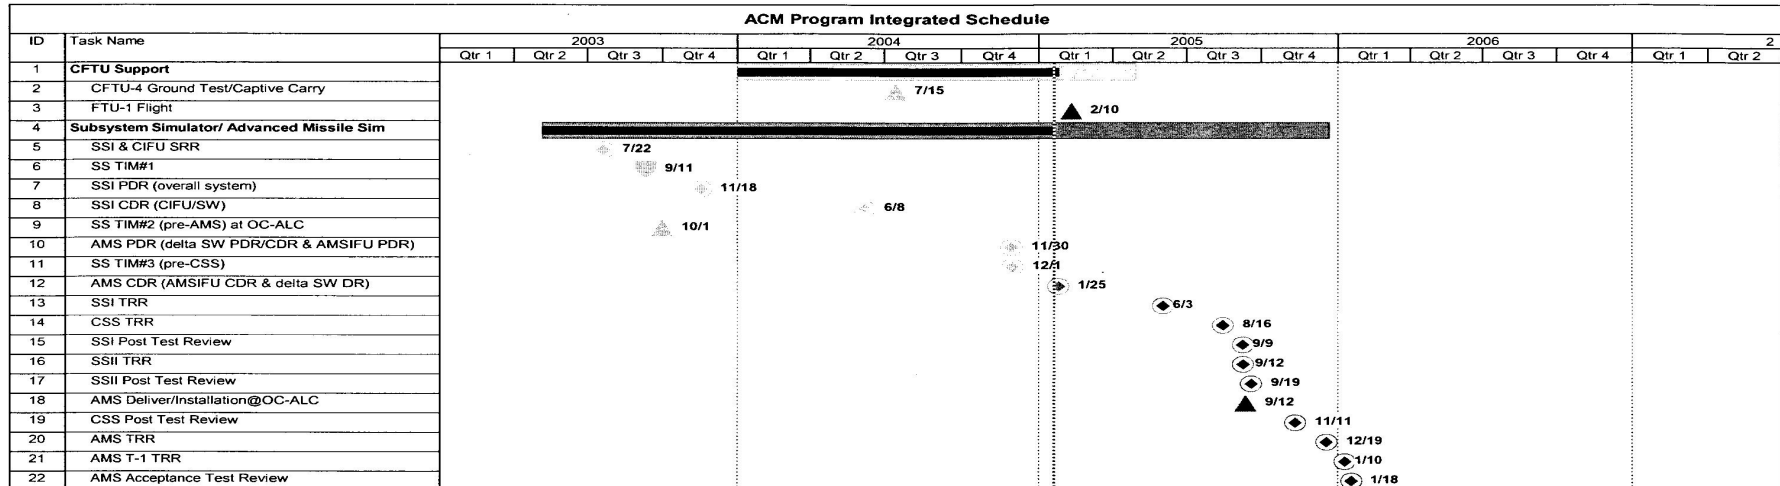 ACM Program Integrated Schedule
ID Task Name 2003 2004 2005 2006 2
Qtr 1 Qtr 2 Qtr 3 Qtr 4 Qtr 1 Qtr 2 Qtr 3 Qtr 4 Qtr 1 Qtr 2 Qtr 3 Qtr 4 Qtr 1 Qtr 2 Qtr 3 Qtr 4 Qtr 1 Qtr 2
1 CFTU Support
2 CFTU-4 Ground Test/Captive Carry 7/15
3 FTU-1 Flight 2/10
4 Subsystem Simulator/ Advanced Missile Sim
5 SSI & CIFU SRR 7/22
6 SS TIM#1 9/11
7 SSI PDR (overall system) 11/18
8 SSI CDR (CIFU/SW) 6/8
9 SS TIM#2 (pre-AMS) at OC-ALC 10/1
10 AMS PDR (delta SW PDR/CDR & AMSIFU PDR) 11/30
11 SS TIM#3 (pre-CSS) 12/1
12 AMS CDR (AMSIFU CDR & delta SW DR) 1/25
13 SSI TRR 6/3
14 CSS TRR 8/16
15 SSI Post Test Review 9/9
16 SSII TRR 9/12
17 SSII Post Test Review 9/19
18 AMS Deliver/Installation@OC-ALC 9/12
19 CSS Post Test Review 11/11
20 AMS TRR 12/19
21 AMS T-1 TRR 1/10
22 AMS Acceptance Test Review 1/18